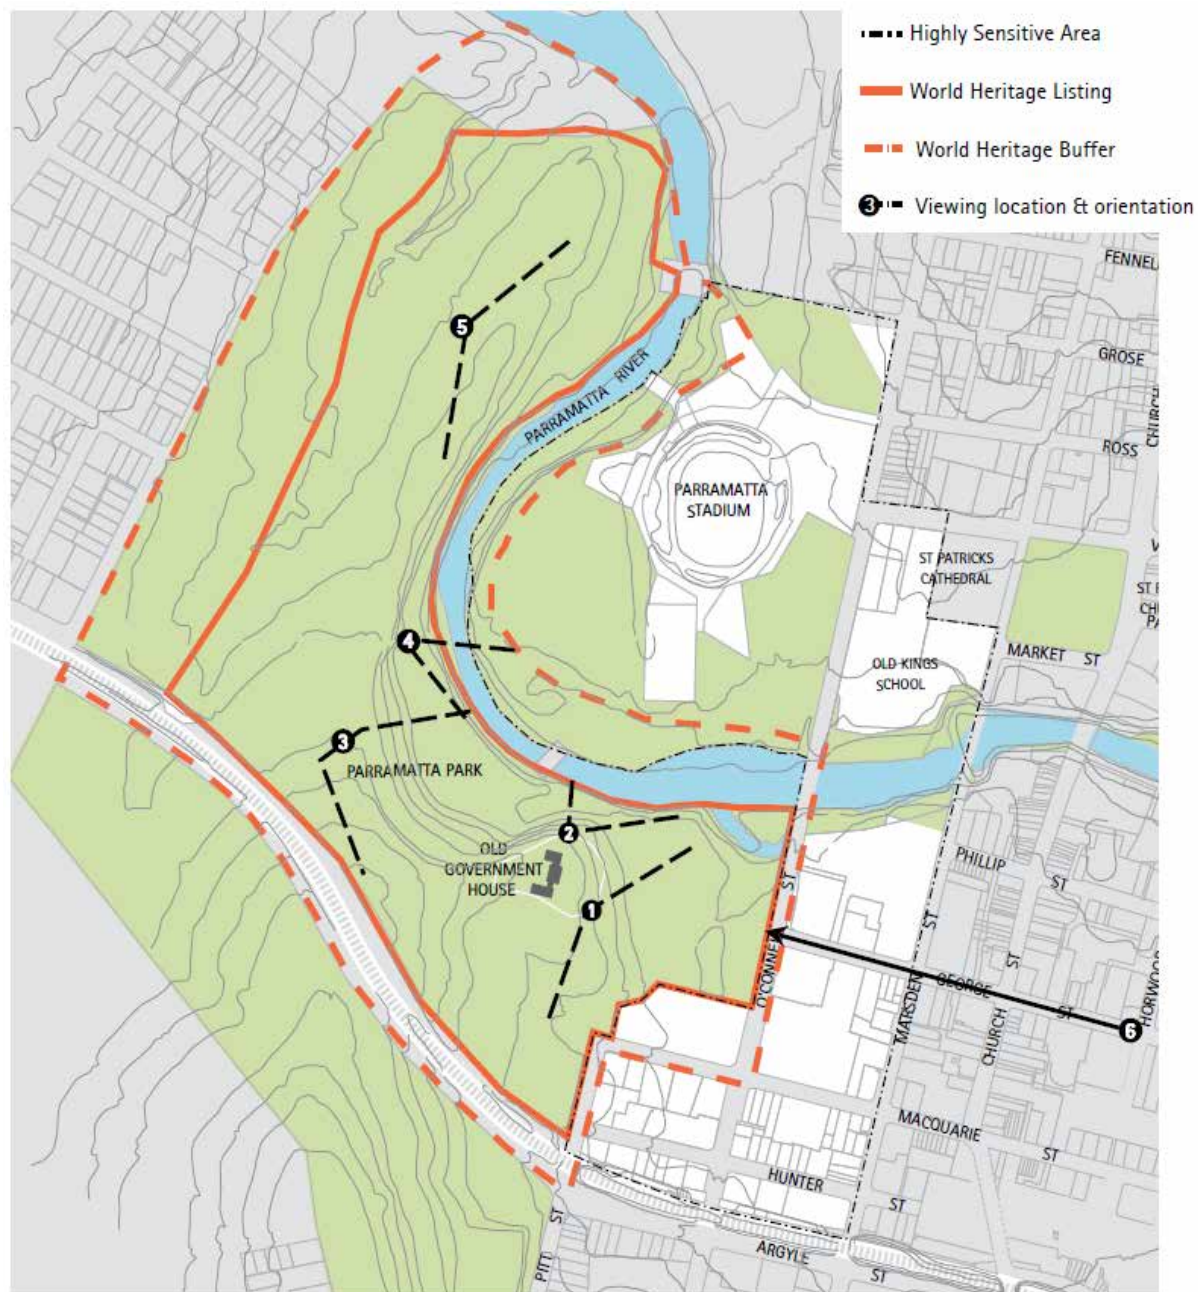 Highly Sensitive Area
World Heritage Listing
World Heritage Buffer
3 Viewing location & orientation
FENNEL
GROSE
CHURCH
ROSS
5
PARRAMATTA RIVER
PARRAMATTA
STADIUM
ST PATRICKS
CATHEDRAL
MARKET ST
OLD KINGS
SCHOOL
4
3
PARRAMATTA PARK
2
OLD
GOVERNMENT
HOUSE
1
PHILLIP
ST
ST
ST
ST
O'CONNEL
GEORGE
ST
MARSDEN
CHURCH
HORWOOD
6
MACQUARIE
ST
HUNTER
ST
ARGYLE
ST
PITT
ST